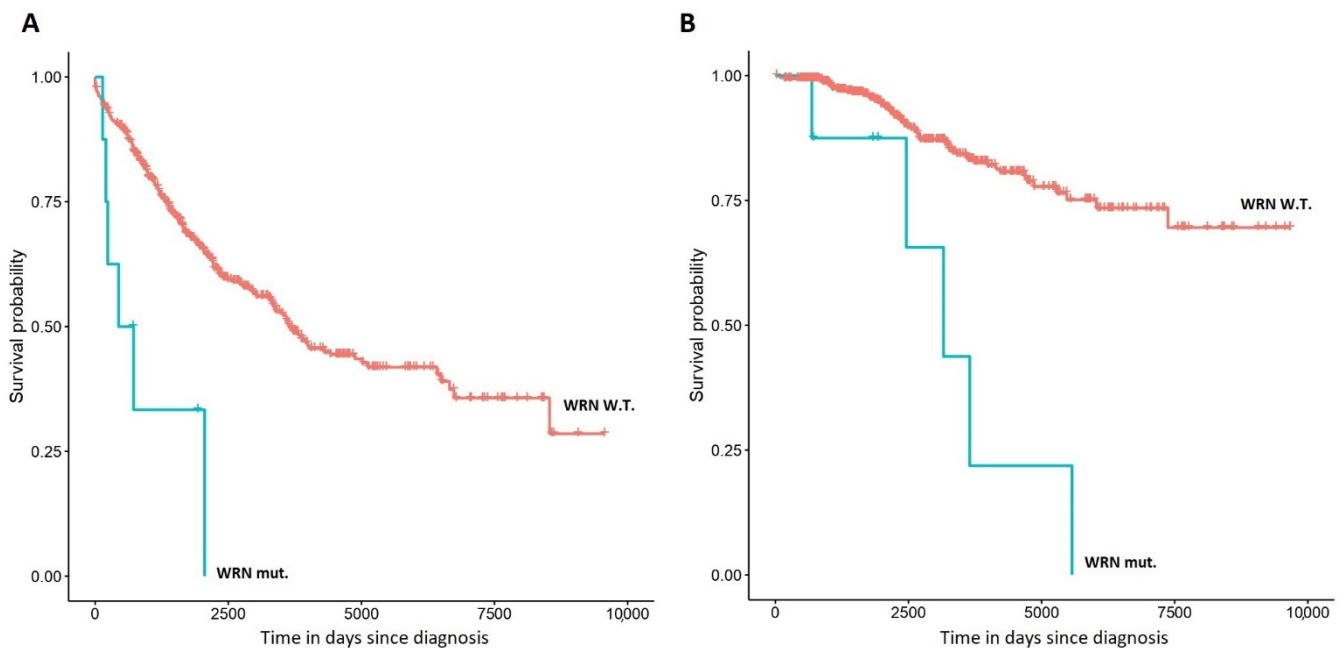 A
1.00
0.75
0.50
0.25
0.00
Survival probability
WRN W.T.
WRN mut.
0 2500 5000 7500 10,000
Time in days since diagnosis
B
1.00
0.75
0.50
0.25
0.00
Survival probability
WRN W.T.
WRN mut.
0 2500 5000 7500 10,000
Time in days since diagnosis